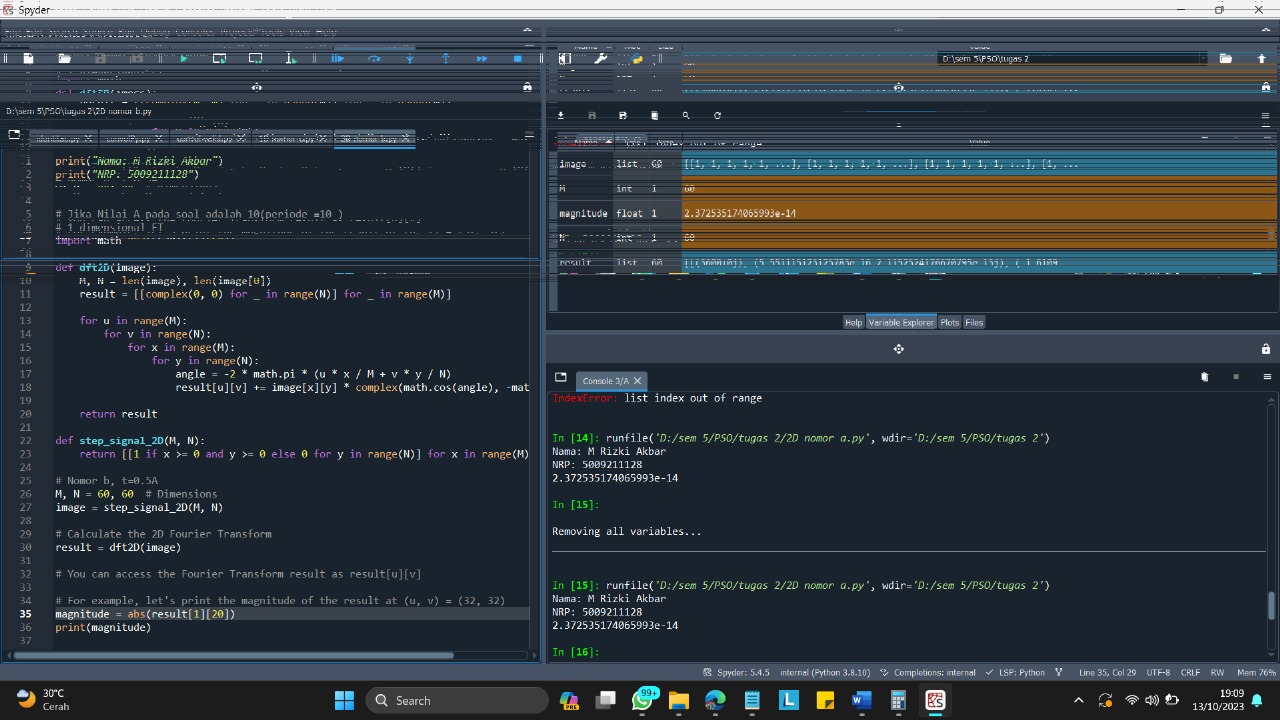 Spyder
D:\sem 5\PSO\tugas 2
D:\sem 5\PSO\tugas 2\2D nomor b.py
1 print("Nama: M Rizki Akbar")
2 print("NRP: 5009211128")
3
4
5 # Jika Nilai A pada soal adalah 10(periode =10 )
6 # 1 dimensional FT
7 import math
8
9 def dft2D(image):
10 M, N = len(image), len(image[0])
11 result = [[complex(0, 0) for _ in range(N)] for _ in range(M)]
12
13 for u in range(M):
14 for v in range(N):
15 for x in range(M):
16 for y in range(N):
17 angle = -2 * math.pi * (u * x / M + v * y / N)
18 result[u][v] += image[x][y] * complex(math.cos(angle), -mat
19
20 return result
21
22 def step_signal_2D(M, N):
23 return [[1 if x >= 0 and y >= 0 else 0 for y in range(N)] for x in range(M)
24
25 # Nomor b, t=0.5A
26 M, N = 60, 60 # Dimensions
27 image = step_signal_2D(M, N)
28
29 # Calculate the 2D Fourier Transform
30 result = dft2D(image)
31
32 # You can access the Fourier Transform result as result[u][v]
33
34 # For example, let's print the magnitude of the result at (u, v) = (32, 32)
35 magnitude = abs(result[1][20])
36 print(magnitude)
37
Value
image list 60 [[1, 1, 1, 1, 1, ...], [1, 1, 1, 1, 1, ...], [1, 1, 1, 1, 1, ...], [1, ...
M int 1 60
magnitude float 1 2.372535174065993e-14
N int 1 60
result list 60
Help Variable Explorer Plots Files
Console 3/A
IndexError: list index out of range
In [14]: runfile('D:/sem 5/PSO/tugas 2/2D nomor a.py', wdir='D:/sem 5/PSO/tugas 2')
Nama: M Rizki Akbar
NRP: 5009211128
2.372535174065993e-14
In [15]:
Removing all variables...
In [15]: runfile('D:/sem 5/PSO/tugas 2/2D nomor a.py', wdir='D:/sem 5/PSO/tugas 2')
Nama: M Rizki Akbar
NRP: 5009211128
2.372535174065993e-14
In [16]:
Spyder: 5.4.5 internal (Python 3.8.10) Completions: internal LSP: Python Line 35, Col 29 UTF-8 CRLF RW Mem 76%
30°C
Cerah
Search
PRE
99+
L
19:09
13/10/2023